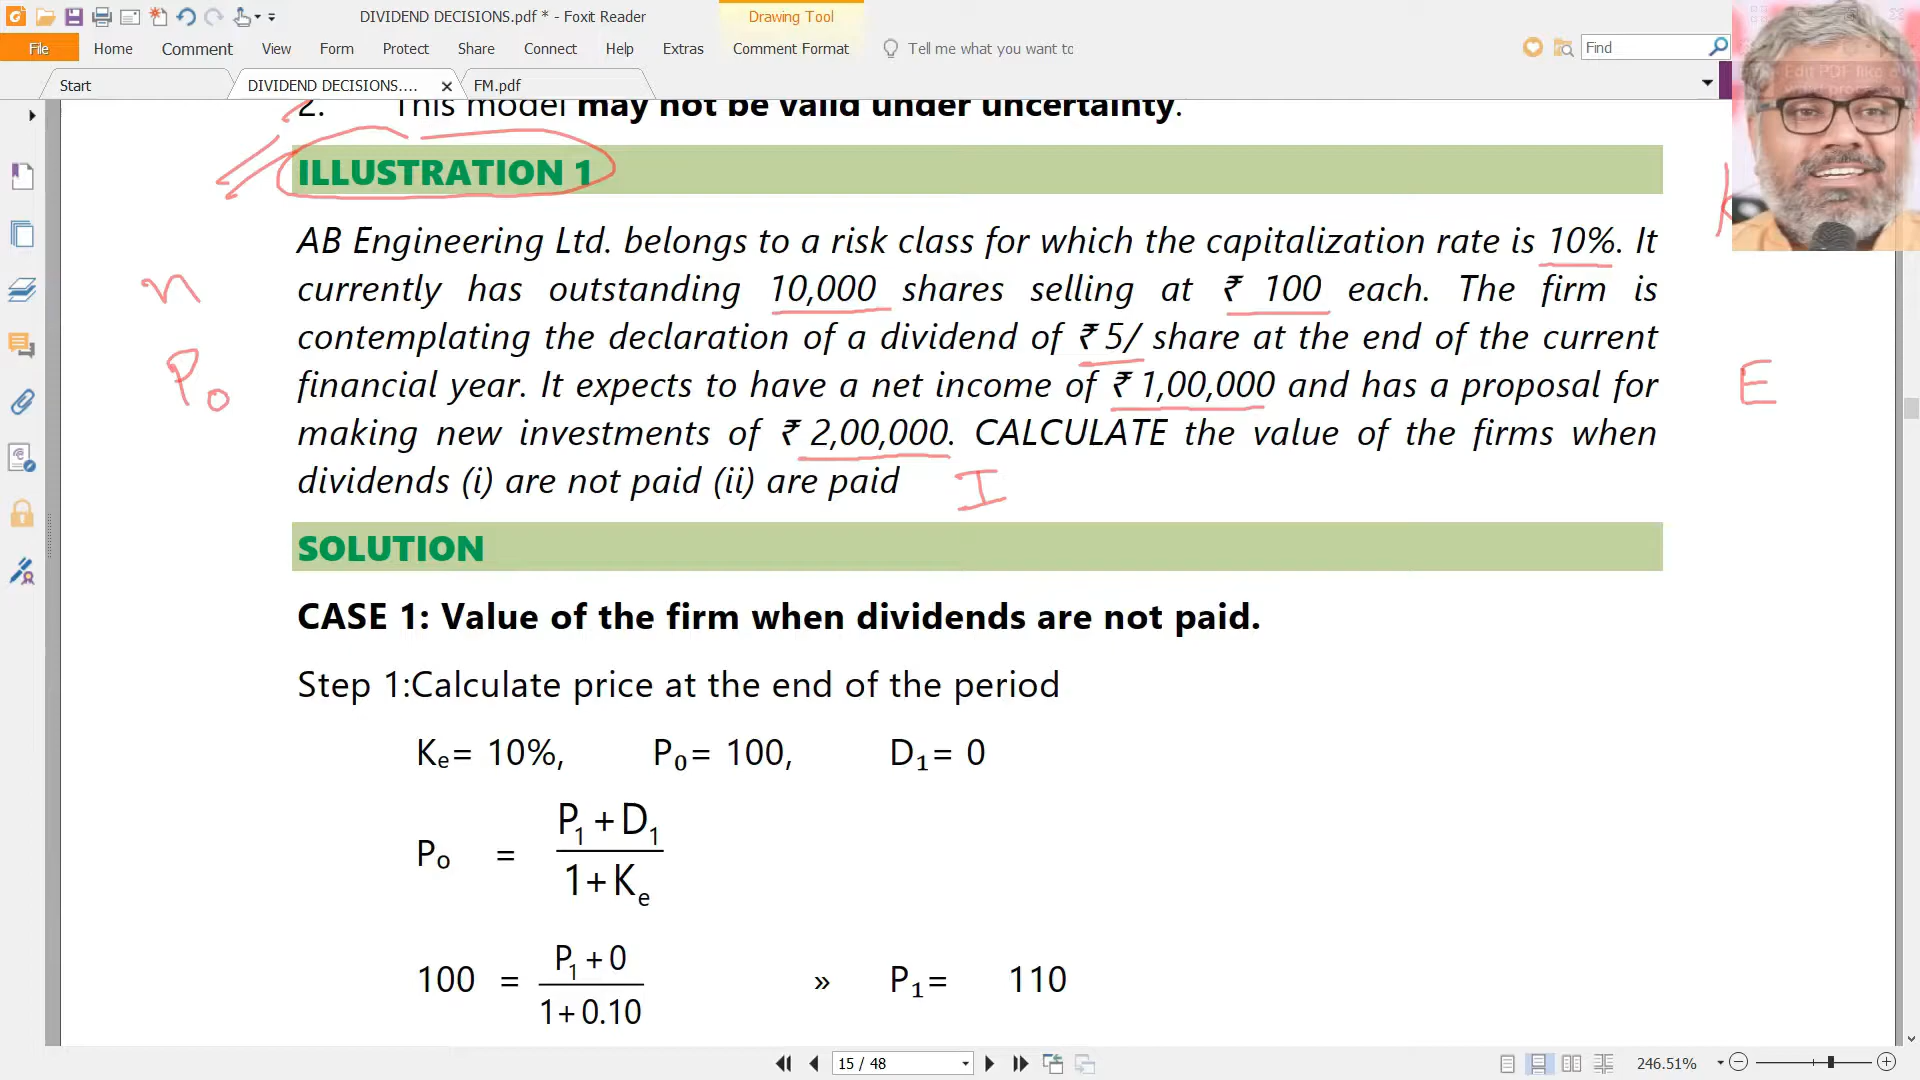 DIVIDEND DECISIONS.pdf * - Foxit Reader
Drawing Tool
File Home Comment View Form Protect Share Connect Help Extras Comment Format Tell me what you want to Find
Start DIVIDEND DECISIONS.... FM.pdf
2. This model may not be valid under uncertainty.
ILLUSTRATION 1
AB Engineering Ltd. belongs to a risk class for which the capitalization rate is 10%. It
currently has outstanding 10,000 shares selling at ₹ 100 each. The firm is
contemplating the declaration of a dividend of ₹ 5/ share at the end of the current
financial year. It expects to have a net income of ₹ 1,00,000 and has a proposal for
making new investments of ₹ 2,00,000. CALCULATE the value of the firms when
dividends (i) are not paid (ii) are paid
n
P₀
E
I
SOLUTION
CASE 1: Value of the firm when dividends are not paid.
Step 1:Calculate price at the end of the period
Kₑ= 10%, P₀= 100, D₁= 0
P₁+D₁
Pₒ =
1+Kₑ
P₁+0
100 = » P₁= 110
1+0.10
15 / 48
246.51%